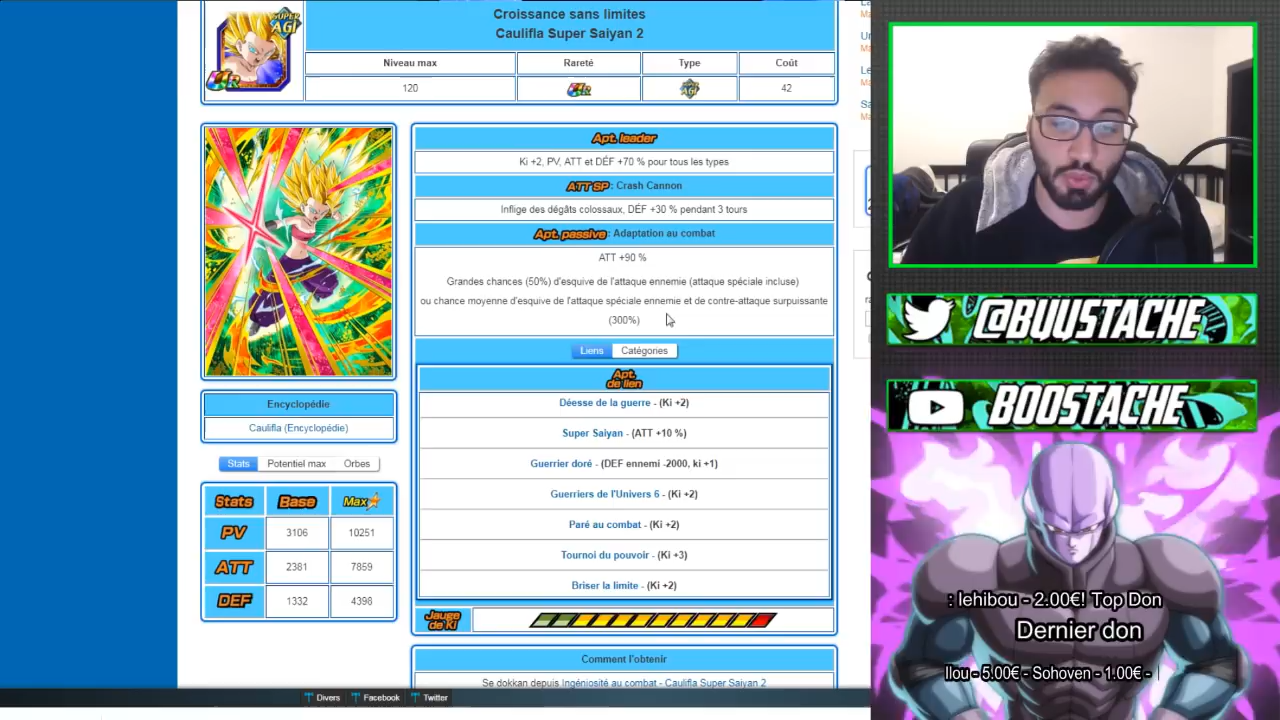 Croissance sans limites
Caulifla Super Saiyan 2
SUPER
AGI
UR
Niveau max Rareté Type Coût
120 UR AGI 42
Apt. leader
Ki +2, PV, ATT et DÉF +70 % pour tous les types
ATT SP: Crash Cannon
Inflige des dégâts colossaux, DÉF +30 % pendant 3 tours
Apt. passive: Adaptation au combat
ATT +90 %
Grandes chances (50%) d'esquive de l'attaque ennemie (attaque spéciale incluse)
ou chance moyenne d'esquive de l'attaque spéciale ennemie et de contre-attaque surpuissante
(300%)
Liens Catégories
Apt.
de lien
Déesse de la guerre - (Ki +2)
Super Saiyan - (ATT +10 %)
Guerrier doré - (DEF ennemi -2000, ki +1)
Guerriers de l'Univers 6 - (Ki +2)
Paré au combat - (Ki +2)
Tournoi du pouvoir - (Ki +3)
Briser la limite - (Ki +2)
Jauge
de Ki
Comment l'obtenir
Se dokkan depuis Ingéniosité au combat - Caulifla Super Saiyan 2
Encyclopédie
Caulifla (Encyclopédie)
Stats Potentiel max Orbes
Stats Base Max
PV 3106 10251
ATT 2381 7859
DEF 1332 4398
Divers Facebook Twitter
@BUUSTACHE
BOOSTACHE
: lehibou - 2.00€! Top Don
Dernier don
llou - 5.00€ - Sohoven - 1.00€ -